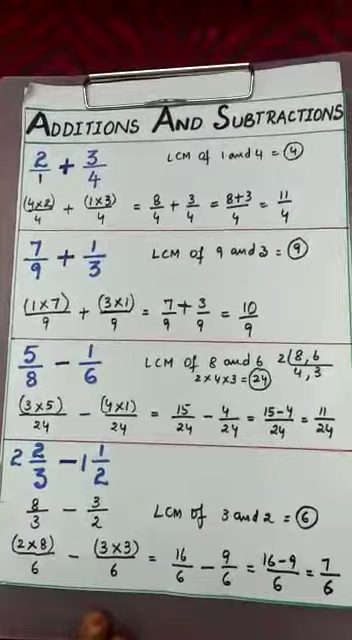 ADDITIONS AND SUBTRACTIONS
2/1 + 3/4 LCM of 1 and 4 = 4
(4×2)/4 + (1×3)/4 = 8/4 + 3/4 = 8+3/4 = 11/4
7/9 + 1/3 LCM of 9 and 3 = 9
(1×7)/9 + (3×1)/9 = 7/9 + 3/9 = 10/9
5/8 - 1/6 LCM of 8 and 6 2 | 8, 6
2×4×3 = 24 4, 3
(3×5)/24 - (4×1)/24 = 15/24 - 4/24 = 15-4/24 = 11/24
2 2/3 - 1 1/2
8/3 - 3/2 LCM of 3 and 2 = 6
(2×8)/6 - (3×3)/6 = 16/6 - 9/6 = 16-9/6 = 7/6